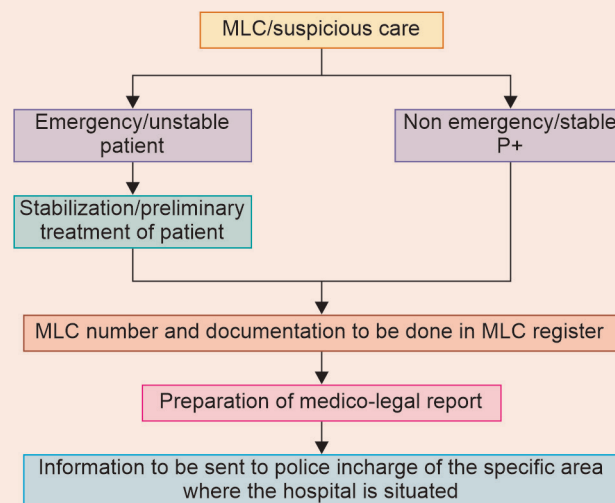 MLC/suspicious care
Emergency/unstable
patient
Non emergency/stable
P+
Stabilization/preliminary
treatment of patient
MLC number and documentation to be done in MLC register
Preparation of medico-legal report
Information to be sent to police incharge of the specific area
where the hospital is situated